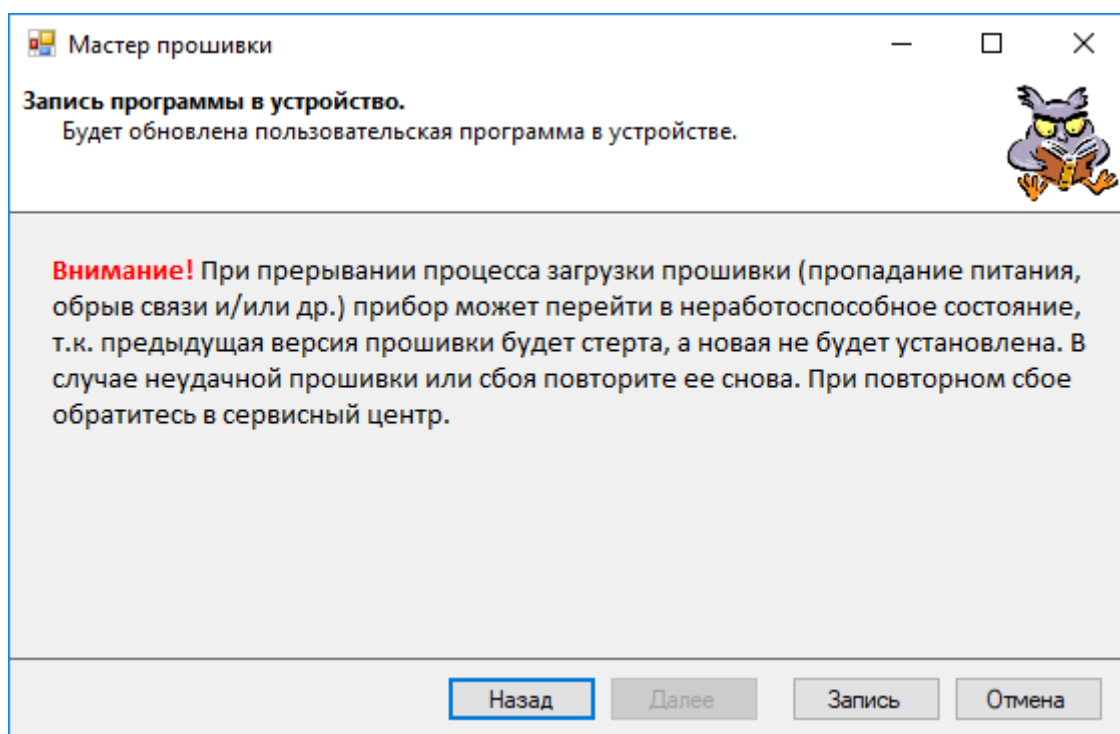 Мастер прошивки
Запись программы в устройство.
Будет обновлена пользовательская программа в устройстве.
Внимание! При прерывании процесса загрузки прошивки (пропадание питания,
обрыв связи и/или др.) прибор может перейти в неработоспособное состояние,
т.к. предыдущая версия прошивки будет стерта, а новая не будет установлена. В
случае неудачной прошивки или сбоя повторите ее снова. При повторном сбое
обратитесь в сервисный центр.
Назад Далее Запись Отмена